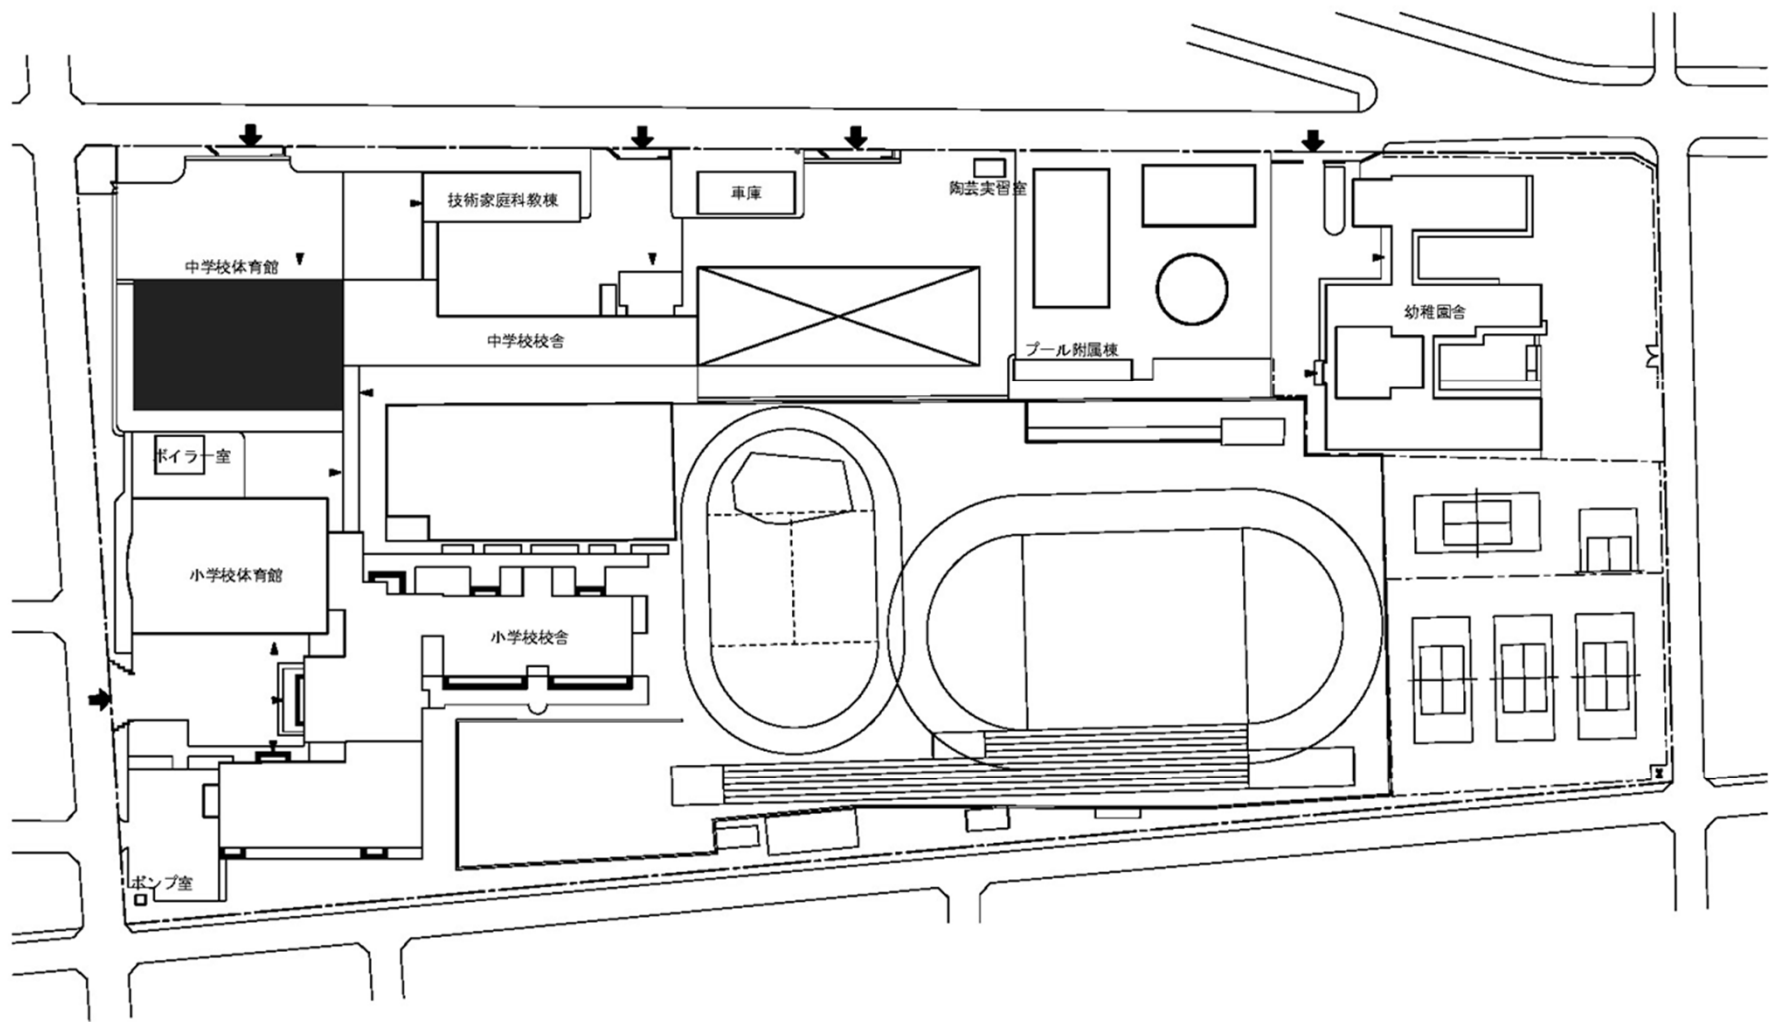 技術家庭科教棟
車庫
陶芸実習室
中学校体育館
幼稚園舎
中学校校舎
プール附属棟
ボイラー室
小学校体育館
小学校校舎
ポンプ室